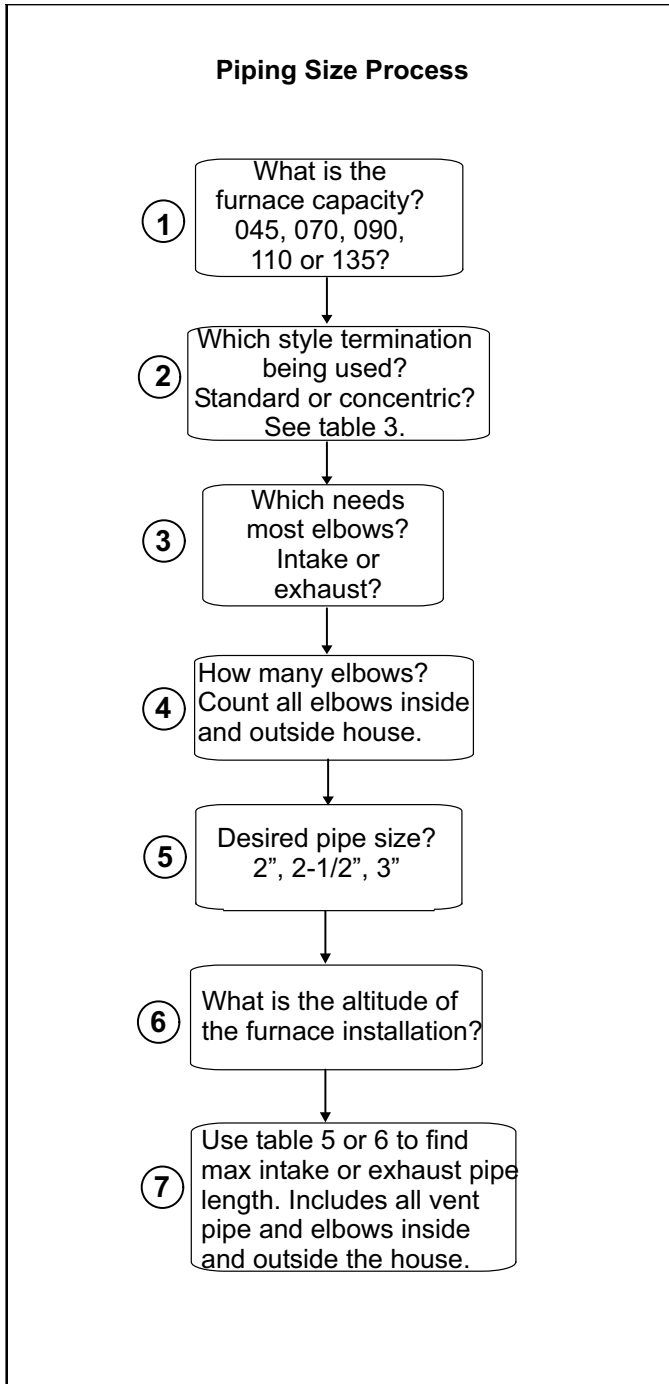 Piping Size Process
1
What is the
furnace capacity?
045, 070, 090,
110 or 135?
2
Which style termination
being used?
Standard or concentric?
See table 3.
3
Which needs
most elbows?
Intake or
exhaust?
4
How many elbows?
Count all elbows inside
and outside house.
5
Desired pipe size?
2”, 2-1/2”, 3”
6
What is the altitude of
the furnace installation?
7
Use table 5 or 6 to find
max intake or exhaust pipe
length. Includes all vent
pipe and elbows inside
and outside the house.